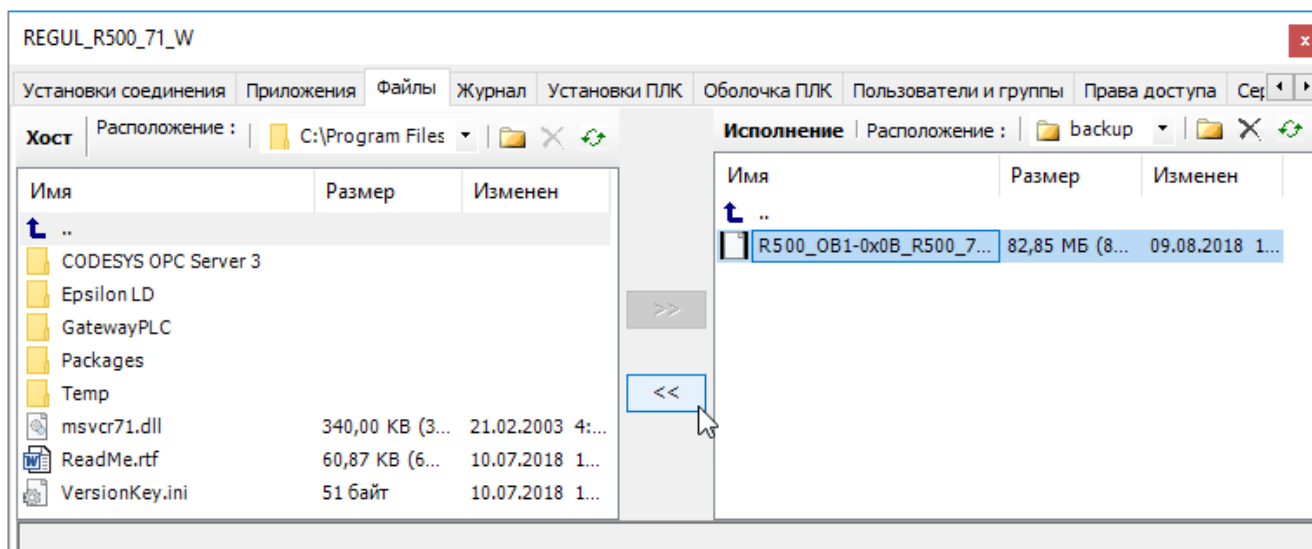 REGUL_R500_71_W
x
Установки соединения Приложения Файлы Журнал Установки ПЛК Оболочка ПЛК Пользователи и группы Права доступа Сер
Хост Расположение : C:\Program Files
Исполнение Расположение : backup
Имя Размер Изменен
..
CODESYS OPC Server 3
Epsilon LD
GatewayPLC
Packages
Temp
msvcr71.dll 340,00 KB (3... 21.02.2003 4:...
ReadMe.rtf 60,87 KB (6... 10.07.2018 1...
VersionKey.ini 51 байт 10.07.2018 1...
>>
<<
Имя Размер Изменен
..
R500_OB1-0x0B_R500_7... 82,85 МБ (8... 09.08.2018 1...